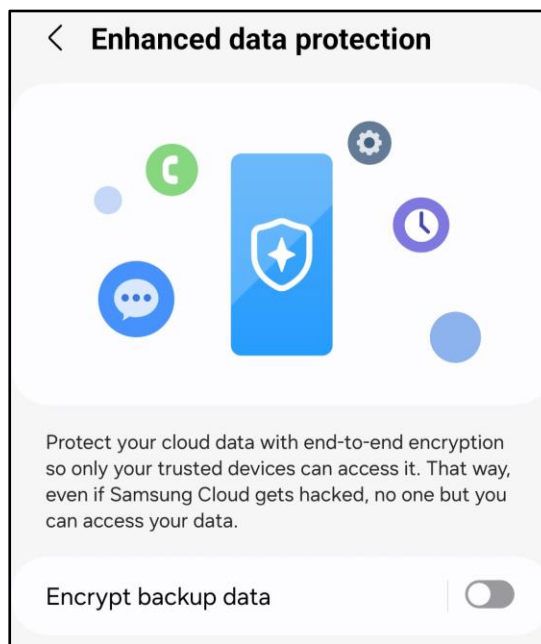 Enhanced data protection
Protect your cloud data with end-to-end encryption
so only your trusted devices can access it. That way,
even if Samsung Cloud gets hacked, no one but you
can access your data.
Encrypt backup data